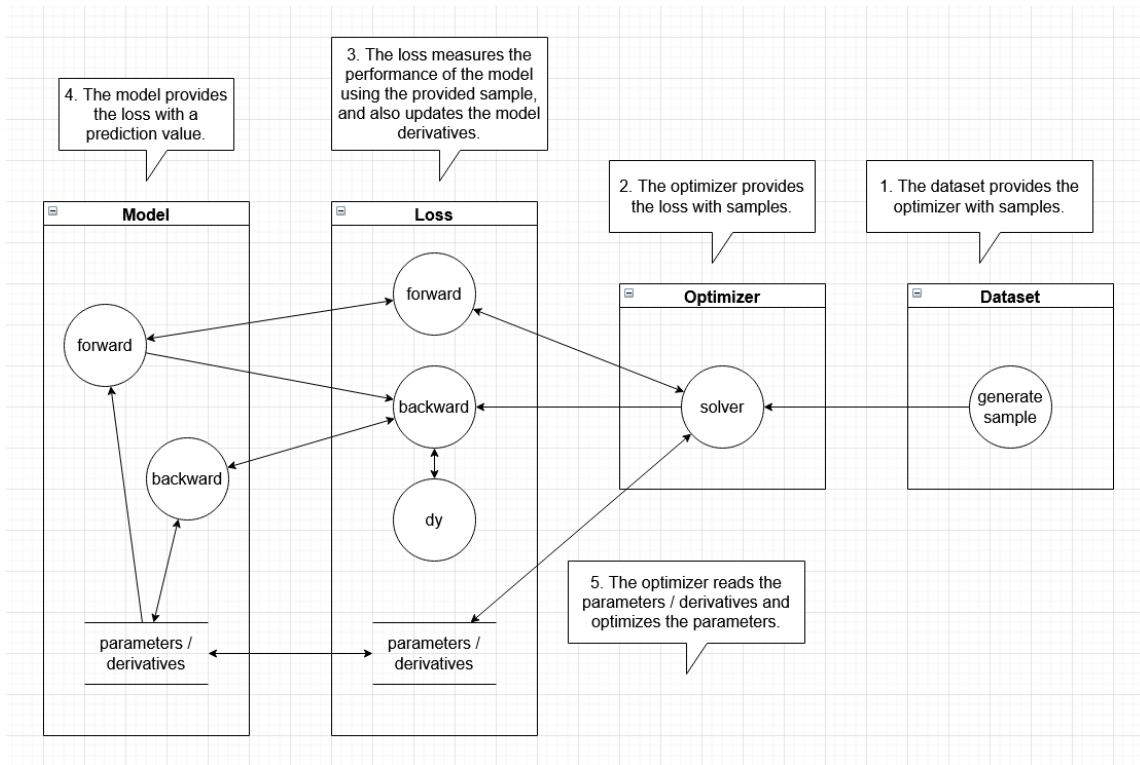 4. The model provides
the loss with a
prediction value.
3. The loss measures the
performance of the model
using the provided sample,
and also updates the model
derivatives.
2. The optimizer provides
the loss with samples.
1. The dataset provides the
optimizer with samples.
Model
Loss
Optimizer
Dataset
forward
backward
parameters /
derivatives
forward
backward
dy
parameters /
derivatives
solver
generate
sample
5. The optimizer reads the
parameters / derivatives and
optimizes the parameters.